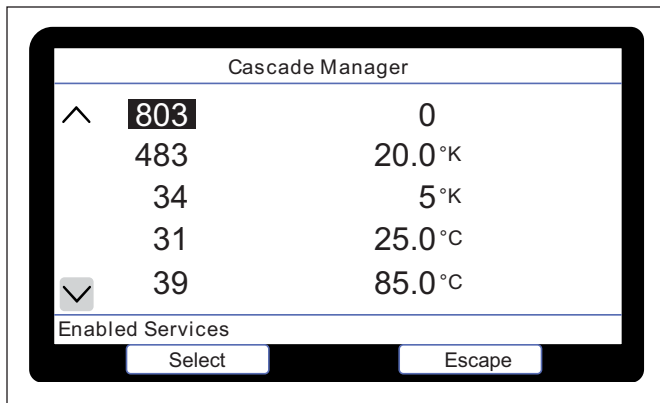 Cascade Manager
803 0
483 20.0°K
34 5°K
31 25.0°C
39 85.0°C
Enabled Services
Select Escape